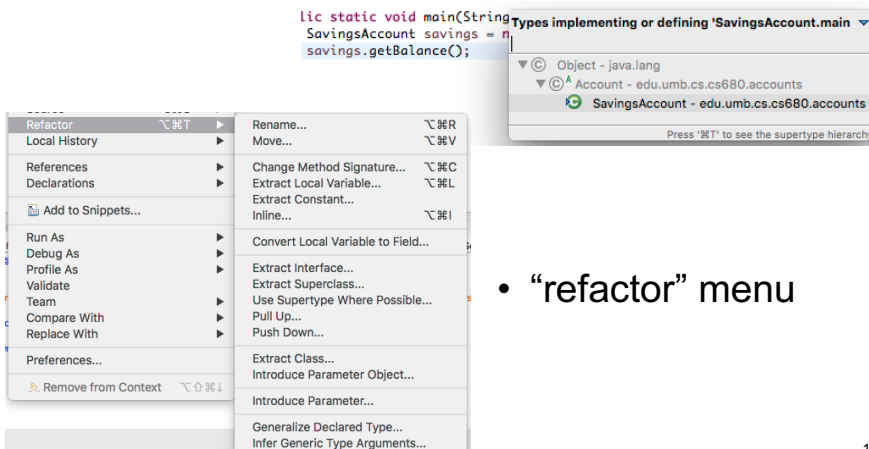 lic static void main(String
SavingsAccount savings = n
savings.getBalance();
Types implementing or defining 'SavingsAccount.main
Object - java.lang
Account - edu.umb.cs.cs680.accounts
SavingsAccount - edu.umb.cs.cs680.accounts
Press '⌘T' to see the supertype hierarchy
Refactor ⌥⌘T
Local History
References
Declarations
Add to Snippets...
Run As
Debug As
Profile As
Validate
Team
Compare With
Replace With
Preferences...
Remove from Context ⌥⇧⌘↓
Rename... ⌥⌘R
Move... ⌥⌘V
Change Method Signature... ⌥⌘C
Extract Local Variable... ⌥⌘L
Extract Constant...
Inline... ⌥⌘I
Convert Local Variable to Field...
Extract Interface...
Extract Superclass...
Use Supertype Where Possible...
Pull Up...
Push Down...
Extract Class...
Introduce Parameter Object...
Introduce Parameter...
Generalize Declared Type...
Infer Generic Type Arguments...
• “refactor” menu
1